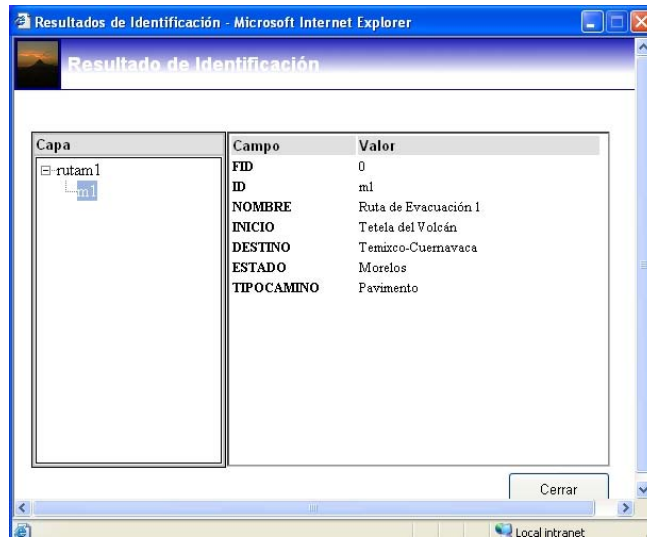 Resultados de Identificación - Microsoft Internet Explorer
Resultado de Identificación
Capa
rutam1
m1
Campo Valor
FID 0
ID m1
NOMBRE Ruta de Evacuación 1
INICIO Tetela del Volcán
DESTINO Temixco-Cuernavaca
ESTADO Morelos
TIPOCAMINO Pavimento
Cerrar
Local intranet